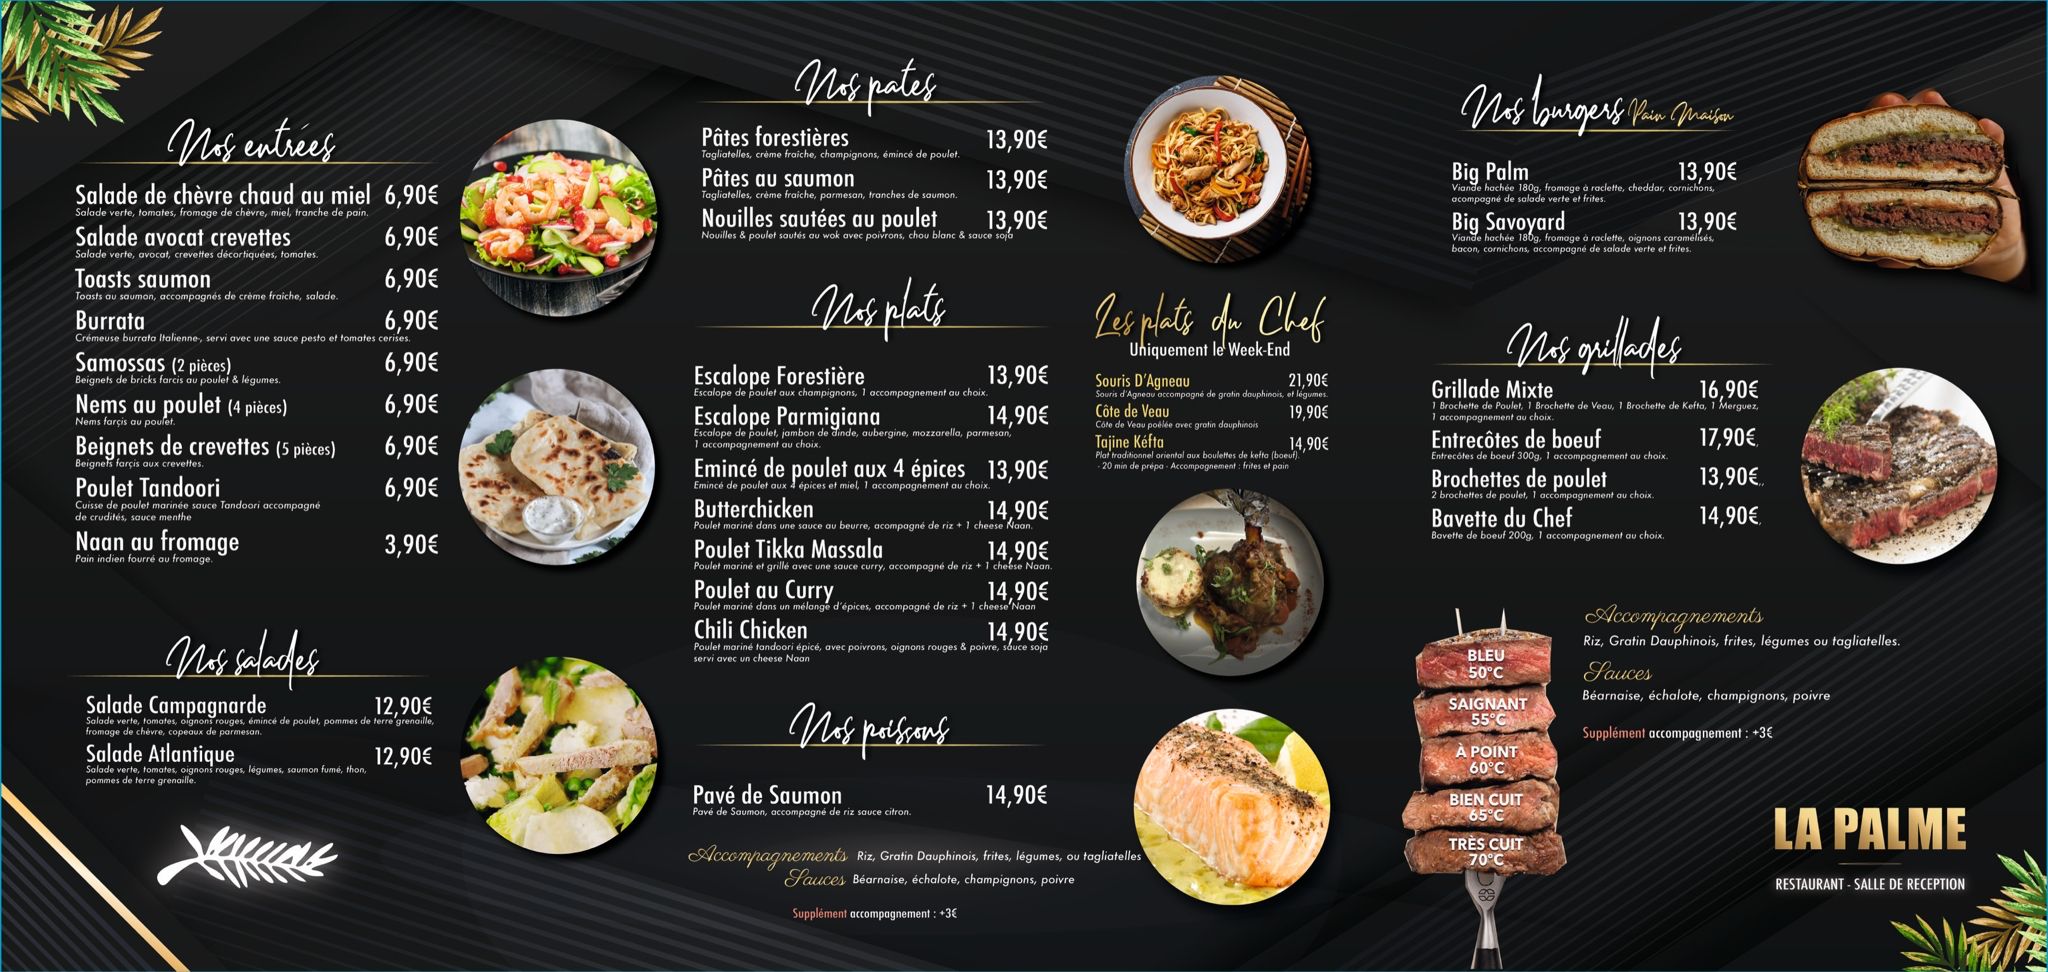 Nos entrées
Salade de chèvre chaud au miel 6,90€
Salade verte, tomates, fromage de chèvre, miel, tranche de pain.
Salade avocat crevettes 6,90€
Salade verte, avocat, crevettes décortiquées, tomates.
Toasts saumon 6,90€
Toasts au saumon, accompagnés de crème fraîche, salade.
Burrata 6,90€
Crémeuse burrata Italienne-, servi avec une sauce pesto et tomates cerises.
Samossas (2 pièces) 6,90€
Beignets de bricks farcis au poulet & légumes.
Nems au poulet (4 pièces) 6,90€
Nems farçis au poulet.
Beignets de crevettes (5 pièces) 6,90€
Beignets farçis aux crevettes.
Poulet Tandoori 6,90€
Cuisse de poulet marinée sauce Tandoori accompagné
de crudités, sauce menthe
Naan au fromage 3,90€
Pain indien fourré au fromage.
Nos salades
Salade Campagnarde 12,90€
Salade verte, tomates, oignons rouges, émincé de poulet, pommes de terre grenaille,
fromage de chèvre, copeaux de parmesan.
Salade Atlantique 12,90€
Salade verte, tomates, oignons rouges, légumes, saumon fumé, thon,
pommes de terre grenaille.
Nos pates
Pâtes forestières 13,90€
Tagliatelles, crème fraîche, champignons, émincé de poulet.
Pâtes au saumon 13,90€
Tagliatelles, crème fraiche, parmesan, tranches de saumon.
Nouilles sautées au poulet 13,90€
Nouilles & poulet sautés au wok avec poivrons, chou blanc & sauce soja
Nos plats
Escalope Forestière 13,90€
Escalope de poulet aux champignons, 1 accompagnement au choix.
Escalope Parmigiana 14,90€
Escalope de poulet, jambon de dinde, aubergine, mozzarella, parmesan,
1 accompagnement au choix.
Emincé de poulet aux 4 épices 13,90€
Emincé de poulet aux 4 épices et miel, 1 accompagnement au choix.
Butterchicken 14,90€
Poulet mariné dans une sauce au beurre, acompagné de riz + 1 cheese Naan.
Poulet Tikka Massala 14,90€
Poulet mariné et grillé avec une sauce curry, accompagné de riz + 1 cheese Naan.
Poulet au Curry 14,90€
Poulet mariné dans un mélange d'épices, accompagné de riz + 1 cheese Naan
Chili Chicken 14,90€
Poulet mariné tandoori épicé, avec poivrons, oignons rouges & poivre, sauce soja
servi avec un cheese Naan
Nos poissons
Pavé de Saumon 14,90€
Pavé de Saumon, accompagné de riz sauce citron.
Accompagnements Riz, Gratin Dauphinois, frites, légumes, ou tagliatelles
Sauces Béarnaise, échalote, champignons, poivre
Supplément accompagnement : +3€
Les plats du Chef
Uniquement le Week-End
Souris D'Agneau 21,90€
Souris d'Agneau accompagné de gratin dauphinois, et légumes.
Côte de Veau 19,90€
Côte de Veau poêlée avec gratin dauphinois
Tajine Kéfta 14,90€
Plat traditionnel oriental aux boulettes de kefta (boeuf).
- 20 min de prépa - Accompagnement : frites et pain
Nos burgers Pain Maison
Big Palm 13,90€
Viande hachée 180g, fromage à raclette, cheddar, cornichons,
acompagné de salade verte et frites.
Big Savoyard 13,90€
Viande hachée 180g, fromage à raclette, oignons caramélisés,
bacon, cornichons, accompagné de salade verte et frites.
Nos grillades
Grillade Mixte 16,90€
1 Brochette de Poulet, 1 Brochette de Veau, 1 Brochette de Kefta, 1 Merguez,
1 accompagnement au choix.
Entrecôtes de boeuf 17,90€.
Entrecôtes de boeuf 300g, 1 accompagnement au choix.
Brochettes de poulet 13,90€..
2 brochettes de poulet, 1 accompagnement au choix.
Bavette du Chef 14,90€.
Bavette de boeuf 200g, 1 accompagnement au choix.
BLEU
50°C
SAIGNANT
55°C
À POINT
60°C
BIEN CUIT
65°C
TRÈS CUIT
70°C
Accompagnements
Riz, Gratin Dauphinois, frites, légumes ou tagliatelles.
Sauces
Béarnaise, échalote, champignons, poivre
Supplément accompagnement : +3€
LA PALME
RESTAURANT - SALLE DE RECEPTION